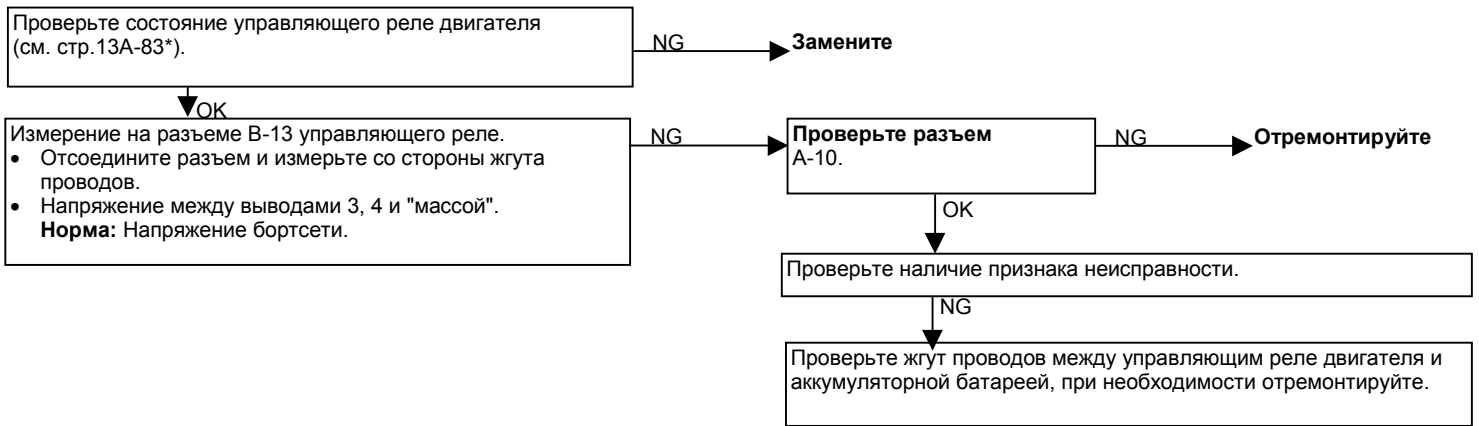 Проверьте состояние управляющего реле двигателя
(см. стр.13А-83*).
NG
Замените
OK
Измерение на разъеме B-13 управляющего реле.
• Отсоедините разъем и измерьте со стороны жгута
проводов.
• Напряжение между выводами 3, 4 и "массой".
Норма: Напряжение бортсети.
NG
Проверьте разъем
А-10.
NG
Отремонтируйте
OK
Проверьте наличие признака неисправности.
NG
Проверьте жгут проводов между управляющим реле двигателя и
аккумуляторной батареей, при необходимости отремонтируйте.